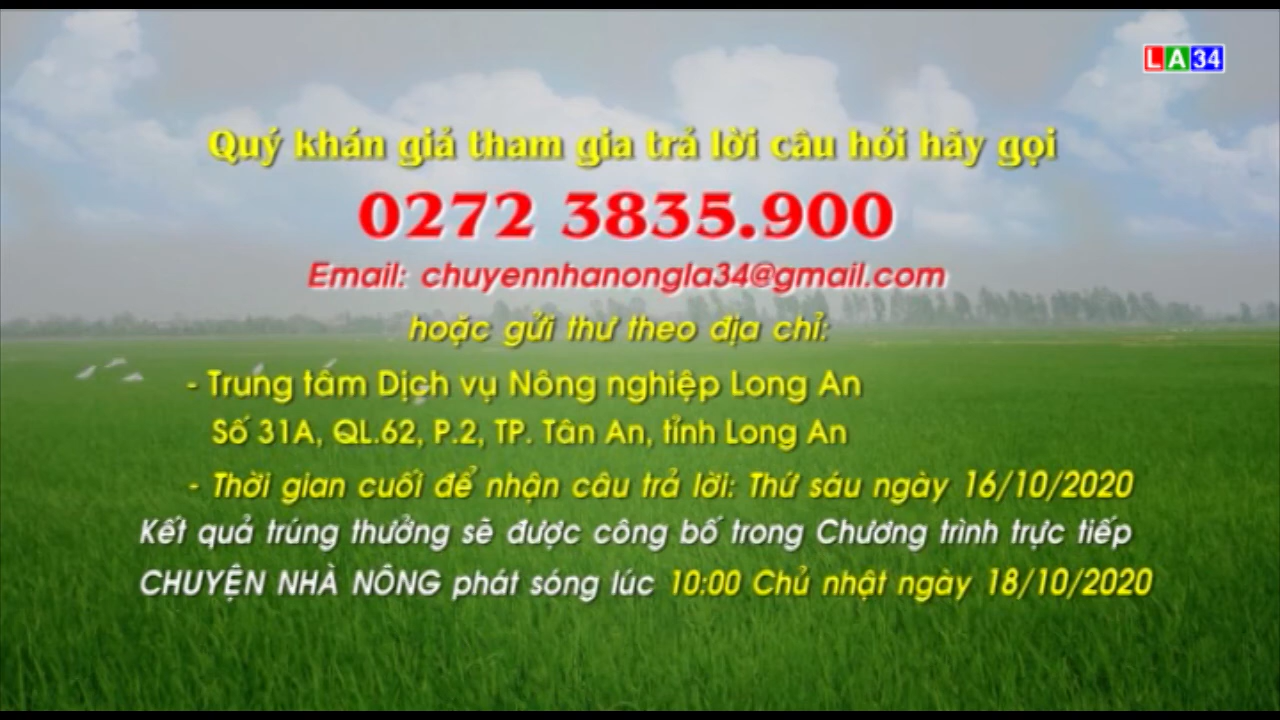 LA34
Quý khán giả tham gia trả lời câu hỏi hãy gọi
0272 3835.900
Email: chuyennhanongla34@gmail.com
hoặc gửi thư theo địa chỉ:
- Trung tâm Dịch vụ Nông nghiệp Long An
Số 31A, QL.62, P.2, TP. Tân An, tỉnh Long An
- Thời gian cuối để nhận câu trả lời: Thứ sáu ngày 16/10/2020
Kết quả trúng thưởng sẽ được công bố trong Chương trình trực tiếp
CHUYỆN NHÀ NÔNG phát sóng lúc 10:00 Chủ nhật ngày 18/10/2020